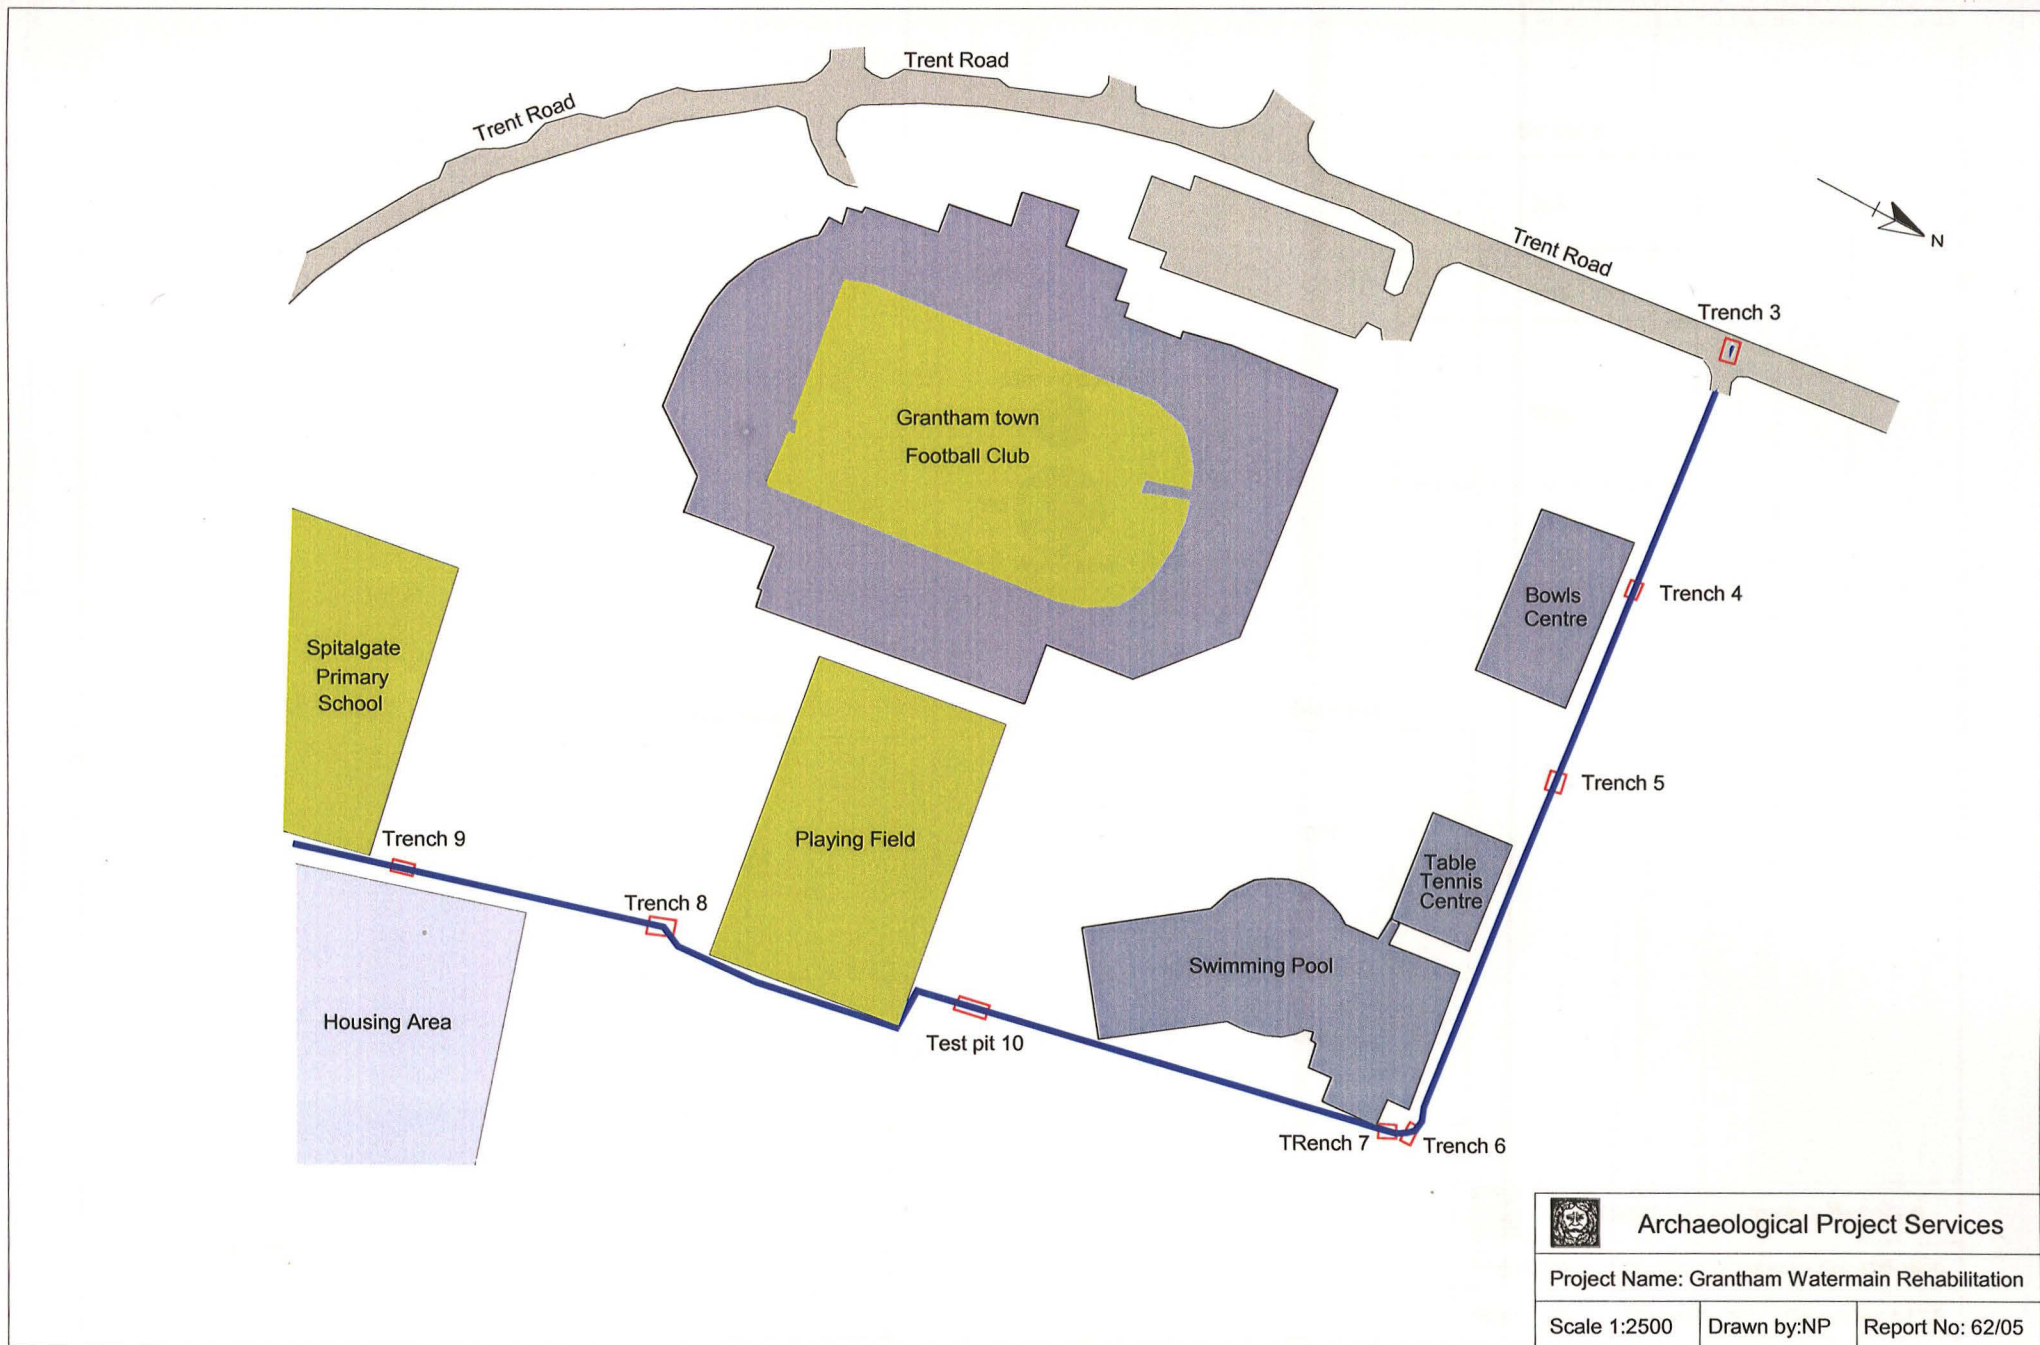 Trent Road
Trent Road
Trent Road
N
Trench 3
Grantham town
Football Club
Bowls
Centre
Trench 4
Spitalgate
Primary
School
Trench 5
Trench 9
Playing Field
Table
Tennis
Centre
Trench 8
Swimming Pool
Housing Area
Test pit 10
TRench 7
Trench 6
Archaeological Project Services
Project Name: Grantham Watermain Rehabilitation
Scale 1:2500
Drawn by:NP
Report No: 62/05